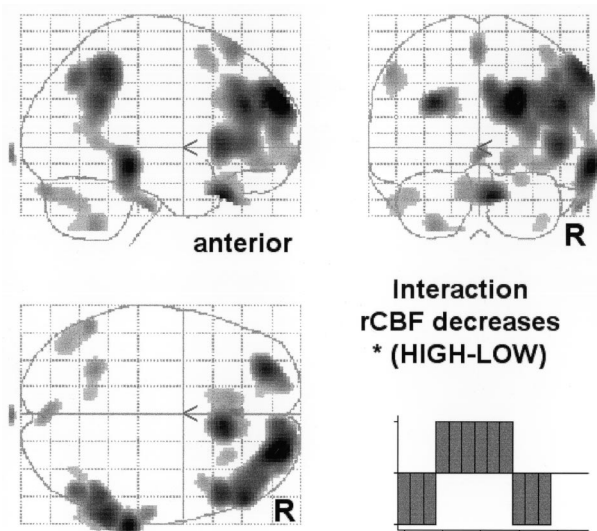 anterior
R
Interaction
rCBF decreases
* (HIGH-LOW)
R